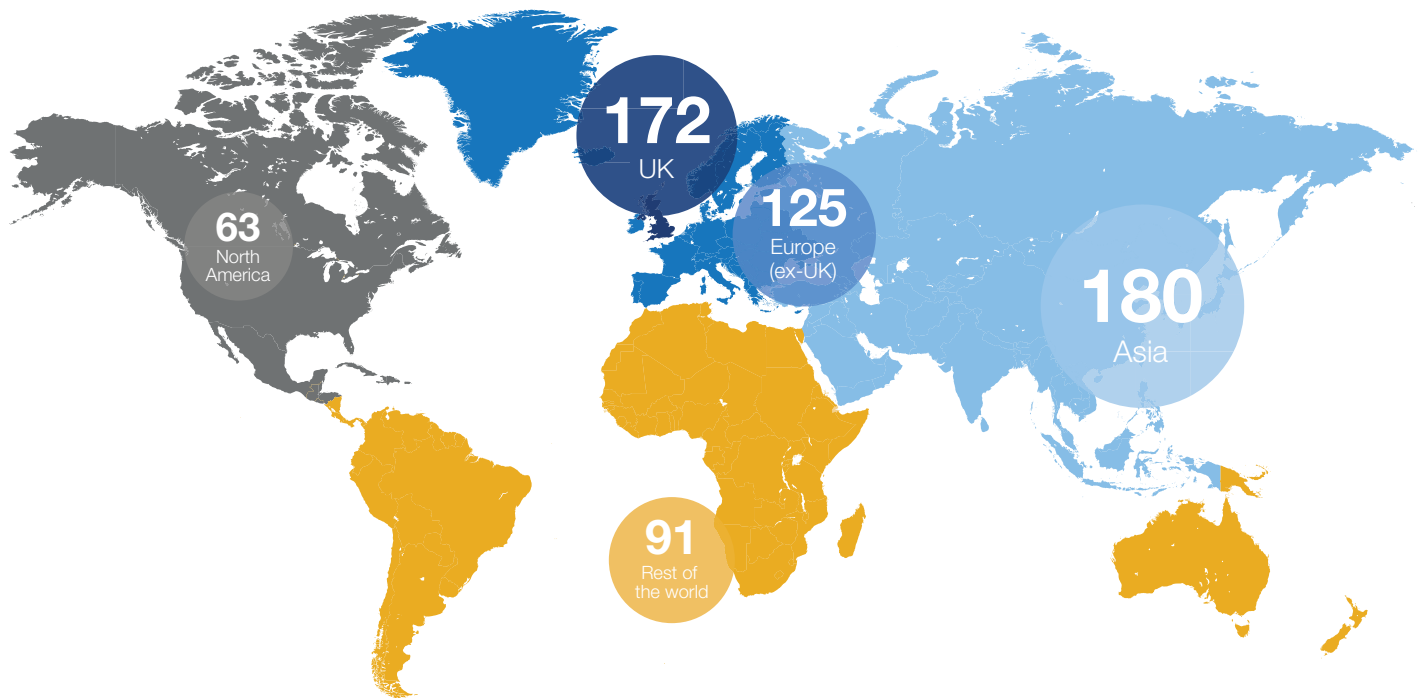 172
UK
125
Europe
(ex-UK)
63
North
America
180
Asia
91
Rest of
the world